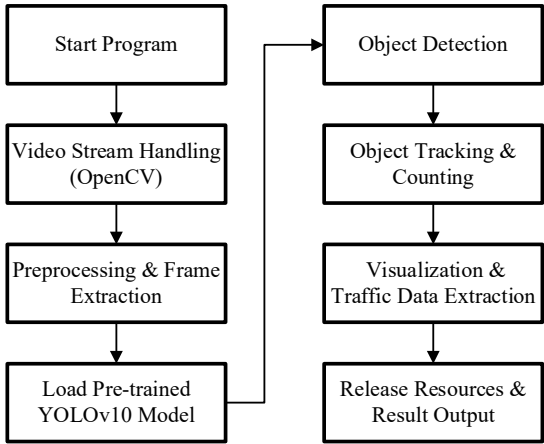 Start Program
Video Stream Handling
(OpenCV)
Preprocessing & Frame
Extraction
Load Pre-trained
YOLOv10 Model
Object Detection
Object Tracking &
Counting
Visualization &
Traffic Data Extraction
Release Resources &
Result Output